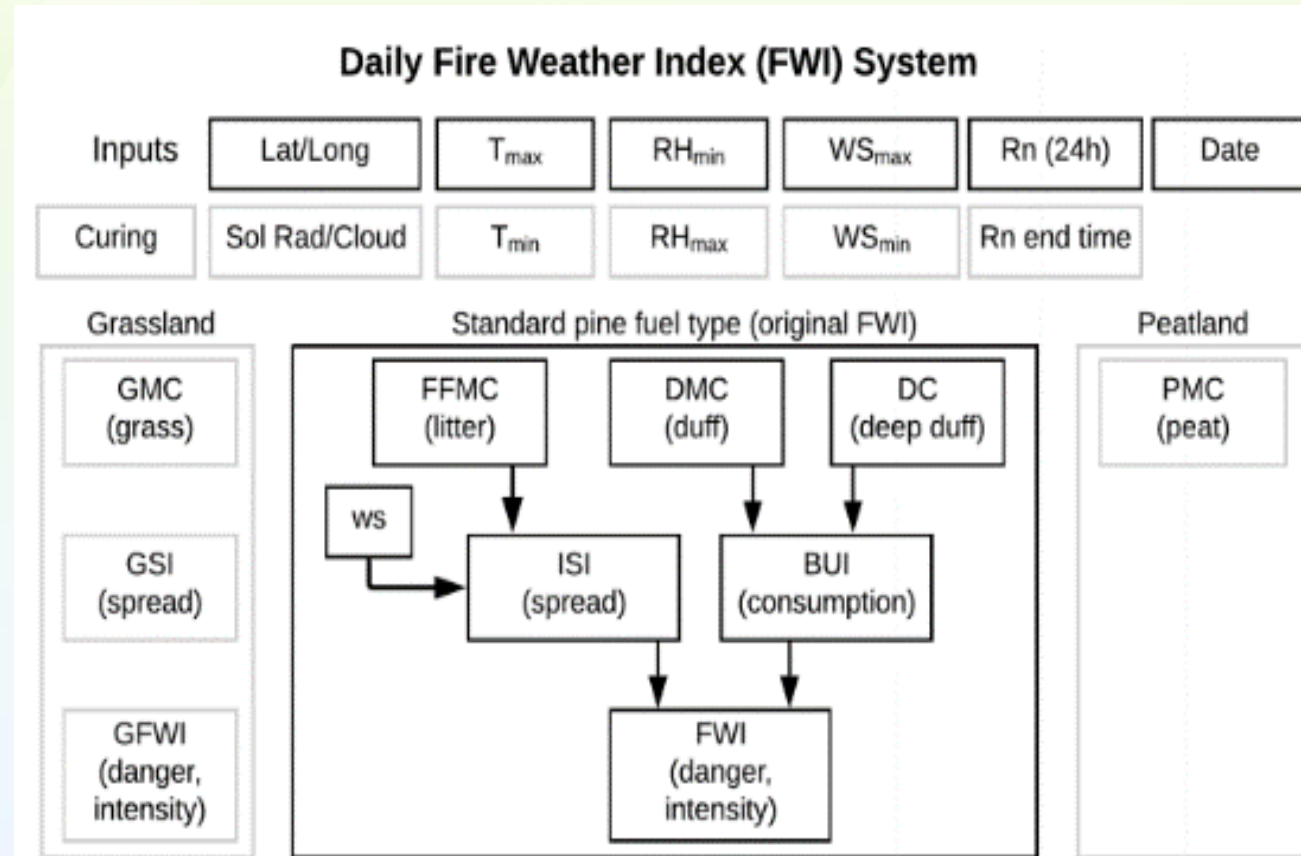 Daily Fire Weather Index (FWI) System
Inputs
Lat/Long
Tmax
RHmin
WSmax
Rn (24h)
Date
Curing
Sol Rad/Cloud
Tmin
RHmax
WSmin
Rn end time
Grassland
Standard pine fuel type (original FWI)
Peatland
GMC
(grass)
FFMC
(litter)
DMC
(duff)
DC
(deep duff)
PMC
(peat)
ws
GSI
(spread)
ISI
(spread)
BUI
(consumption)
GFWI
(danger,
intensity)
FWI
(danger,
intensity)